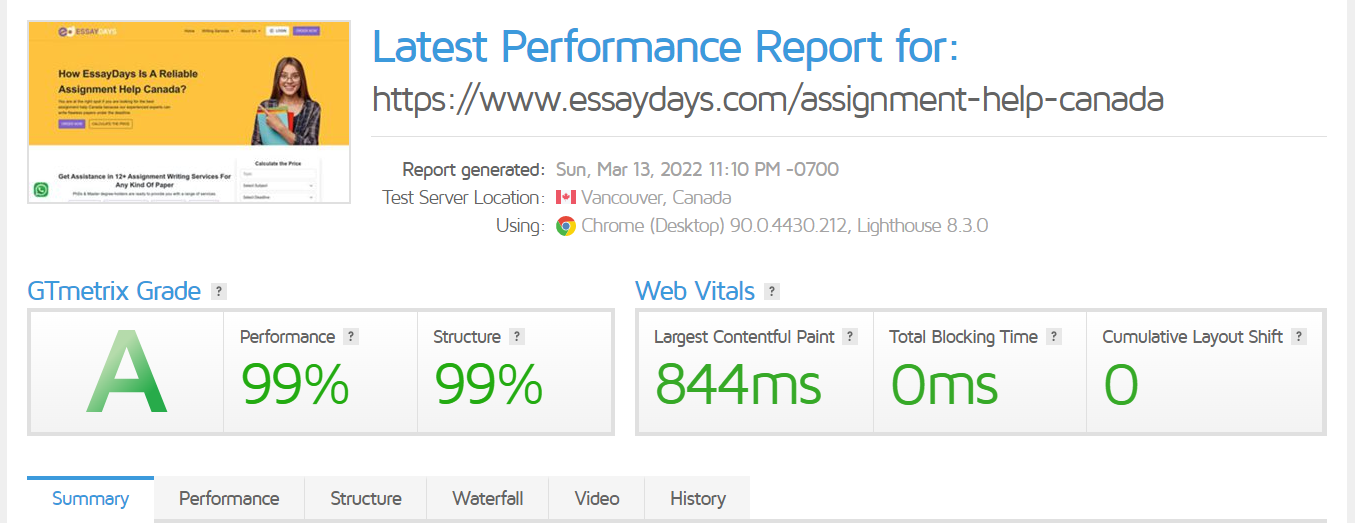 ESSAYDAYS
Home Writing Services About Us LOGIN ORDER NOW
How EssayDays Is A Reliable
Assignment Help Canada?
You are at the right spot if you are looking for the best
assignment help Canada because our experienced experts can
write flawless papers under the deadline.
ORDER NOW CALCULATE THE PRICE
Get Assistance in 12+ Assignment Writing Services For
Any Kind Of Paper
PhDs & Master degree holders are ready to provide you with a range of services.
Calculate the Price
Select Subject
Select Deadline
Latest Performance Report for:
https://www.essaydays.com/assignment-help-canada
Report generated: Sun, Mar 13, 2022 11:10 PM -0700
Test Server Location: Vancouver, Canada
Using: Chrome (Desktop) 90.0.4430.212, Lighthouse 8.3.0
GTmetrix Grade ?
A
Performance ?
99%
Structure ?
99%
Web Vitals ?
Largest Contentful Paint ?
844ms
Total Blocking Time ?
0ms
Cumulative Layout Shift ?
0
Summary Performance Structure Waterfall Video History